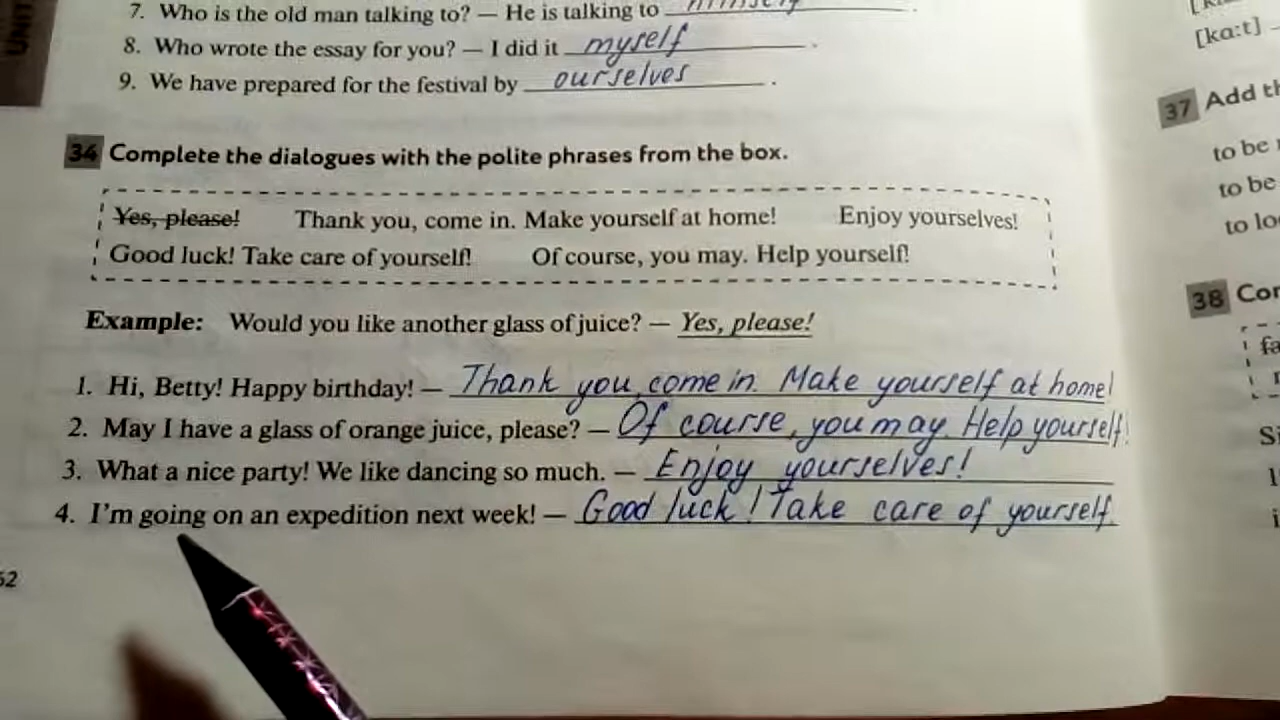 UNIT
7. Who is the old man talking to? — He is talking to himself.
8. Who wrote the essay for you? — I did it myself.
9. We have prepared for the festival by ourselves.
34 Complete the dialogues with the polite phrases from the box.
Yes, please! Thank you, come in. Make yourself at home! Enjoy yourselves!
Good luck! Take care of yourself! Of course, you may. Help yourself!
Example: Would you like another glass of juice? — Yes, please!
1. Hi, Betty! Happy birthday! — Thank you, come in. Make yourself at home!
2. May I have a glass of orange juice, please? — Of course, you may. Help yourself!
3. What a nice party! We like dancing so much. — Enjoy yourselves!
4. I'm going on an expedition next week! — Good luck! Take care of yourself.
[kɑːt]
37 Add
to be
to be
to
38